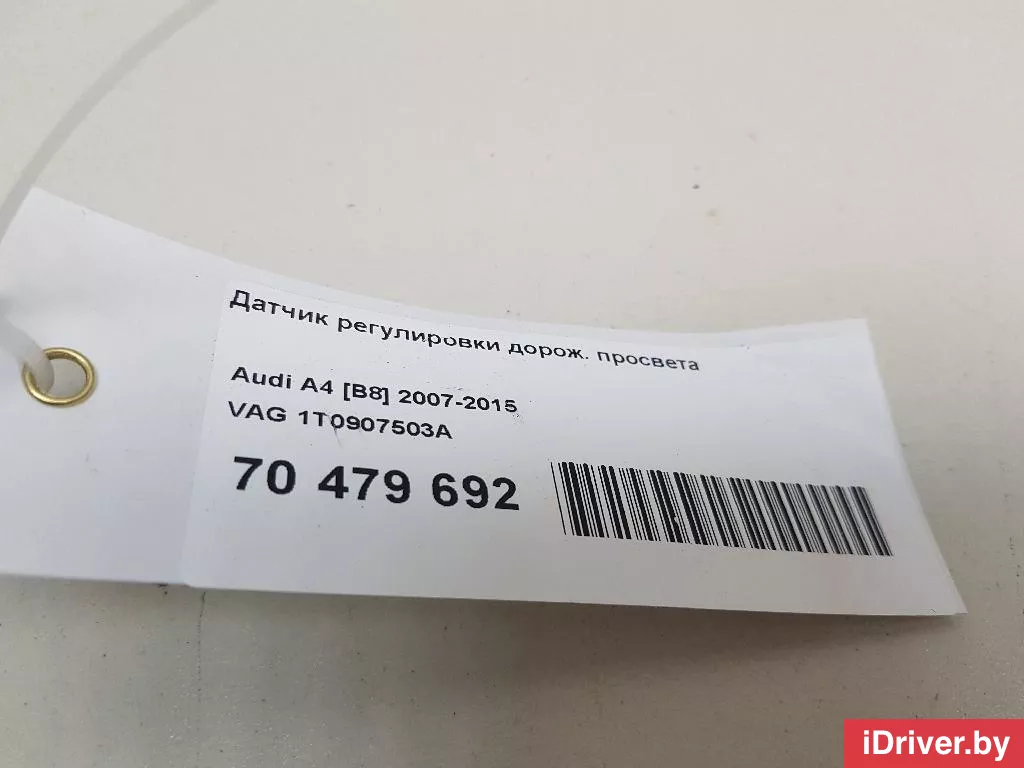 Датчик регулировки дорож. просвета
Audi A4 [B8] 2007-2015
VAG 1T0907503A
70 479 692
iDriver.by